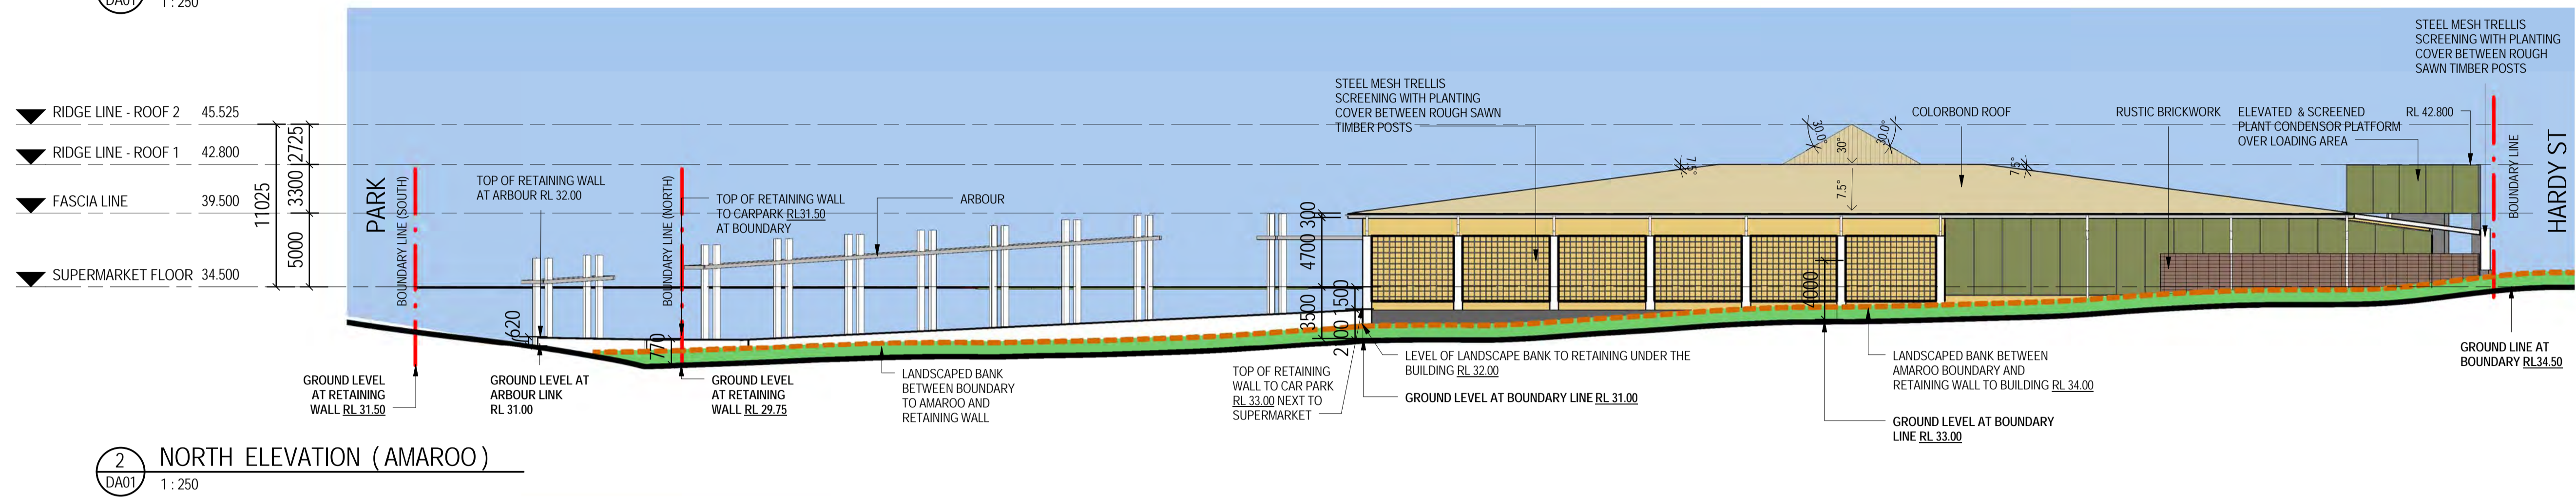 DA01
1 : 250
RIDGE LINE - ROOF 2 45.525
RIDGE LINE - ROOF 1 42.800
FASCIA LINE 39.500
SUPERMARKET FLOOR 34.500
11025
2725
3300
5000
PARK
BOUNDARY LINE (SOUTH)
TOP OF RETAINING WALL
AT ARBOUR RL 32.00
BOUNDARY LINE (NORTH)
TOP OF RETAINING WALL
TO CARPARK RL31.50
AT BOUNDARY
ARBOUR
620
770
STEEL MESH TRELLIS
SCREENING WITH PLANTING
COVER BETWEEN ROUGH SAWN
TIMBER POSTS
300
4700
1500
3500
30.0°
30°
30.0°
7.5°
7.5°
7.5°
4000
COLORBOND ROOF
RUSTIC BRICKWORK
ELEVATED & SCREENED
PLANT CONDENSOR PLATFORM
OVER LOADING AREA
RL 42.800
STEEL MESH TRELLIS
SCREENING WITH PLANTING
COVER BETWEEN ROUGH
SAWN TIMBER POSTS
BOUNDARY LINE
HARDY ST
GROUND LEVEL
AT RETAINING
WALL RL 31.50
GROUND LEVEL AT
ARBOUR LINK
RL 31.00
GROUND LEVEL
AT RETAINING
WALL RL 29.75
LANDSCAPED BANK
BETWEEN BOUNDARY
TO AMAROO AND
RETAINING WALL
TOP OF RETAINING
WALL TO CAR PARK
RL 33.00 NEXT TO
SUPERMARKET
LEVEL OF LANDSCAPE BANK TO RETAINING UNDER THE
BUILDING RL 32.00
GROUND LEVEL AT BOUNDARY LINE RL 31.00
LANDSCAPED BANK BETWEEN
AMAROO BOUNDARY AND
RETAINING WALL TO BUILDING RL 34.00
GROUND LEVEL AT BOUNDARY
LINE RL 33.00
GROUND LINE AT
BOUNDARY RL34.50
2
DA01
NORTH ELEVATION ( AMAROO )
1 : 250